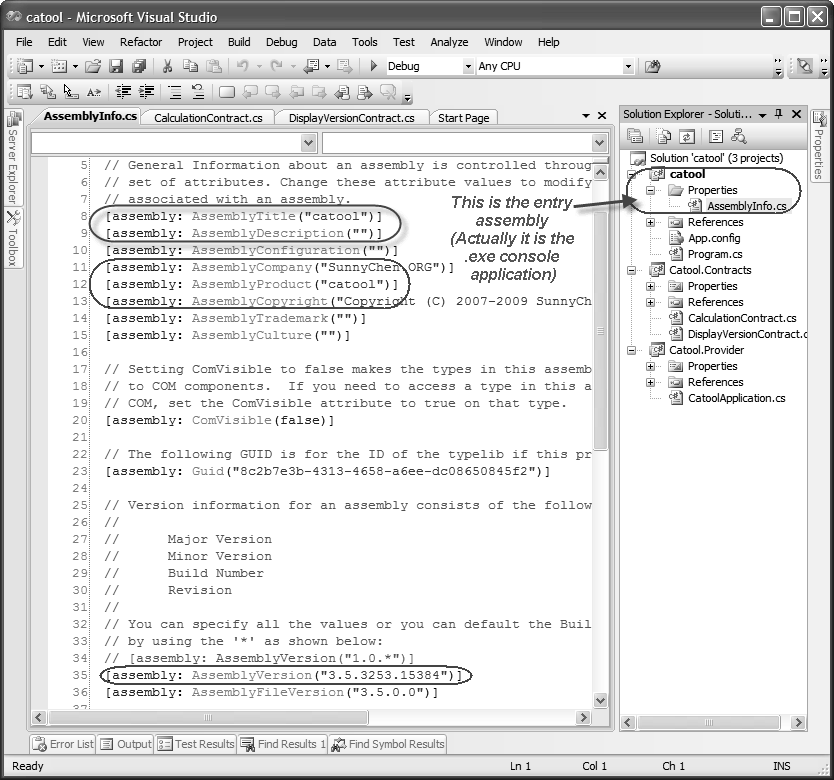 catool - Microsoft Visual Studio
File Edit View Refactor Project Build Debug Data Tools Test Analyze Window Help
Debug Any CPU
AssemblyInfo.cs CalculationContract.cs DisplayVersionContract.cs Start Page
5 // General Information about an assembly is controlled throug
6 // set of attributes. Change these attribute values to modify
7 // associated with an assembly.
8 [assembly: AssemblyTitle("catool")]
9 [assembly: AssemblyDescription("")]
10 [assembly: AssemblyConfiguration("")]
11 [assembly: AssemblyCompany("SunnyChen.ORG")]
12 [assembly: AssemblyProduct("catool")]
13 [assembly: AssemblyCopyright("Copyright (C) 2007-2009 SunnyCh
14 [assembly: AssemblyTrademark("")]
15 [assembly: AssemblyCulture("")]
16
17 // Setting ComVisible to false makes the types in this assemb
18 // to COM components.  If you need to access a type in this a
19 // COM, set the ComVisible attribute to true on that type.
20 [assembly: ComVisible(false)]
21
22 // The following GUID is for the ID of the typelib if this pr
23 [assembly: Guid("8c2b7e3b-4313-4658-a6ee-dc08650845f2")]
24
25 // Version information for an assembly consists of the follow
26 //
27 //      Major Version
28 //      Minor Version
29 //      Build Number
30 //      Revision
31 //
32 // You can specify all the values or you can default the Buil
33 // by using the '*' as shown below:
34 // [assembly: AssemblyVersion("1.0.*")]
35 [assembly: AssemblyVersion("3.5.3253.15384")]
36 [assembly: AssemblyFileVersion("3.5.0.0")]
This is the entry
assembly
(Actually it is the
.exe console
application)
Server Explorer
Toolbox
Solution Explorer - Soluti...
Solution 'catool' (3 projects)
catool
Properties
AssemblyInfo.cs
References
App.config
Program.cs
Catool.Contracts
Properties
References
CalculationContract.cs
DisplayVersionContract.c
Catool.Provider
Properties
References
CatoolApplication.cs
Properties
Error List Output Test Results Find Results 1 Find Symbol Results
Ready Ln 1 Col 1 Ch 1 INS